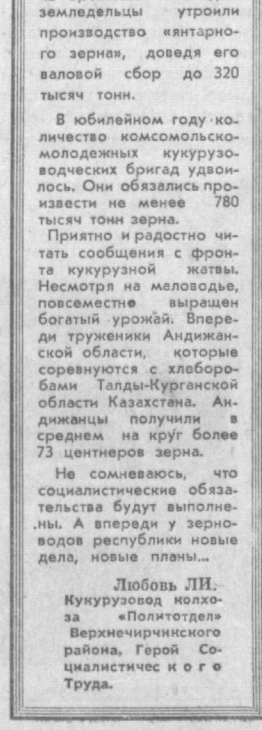 земледельцы утроили
производство «янтарно-
го зерна», доведя его
валовой сбор до 320
тысяч тонн.
В юбилейном году ко-
личество комсомольско-
молодежных кукурузо-
водческих бригад удвои-
лось. Они обязались про-
извести не менее 780
тысяч тонн зерна.
Приятно и радостно чи-
тать сообщения с фрон-
та кукурузной жатвы.
Несмотря на маловодье,
повсеместно выращен
богатый урожай. Впере-
ди труженики Андижан-
ской области, которые
соревнуются с хлеборо-
бами Талды-Курганской
области Казахстана. Ан-
дижанцы получили в
среднем на круг более
73 центнеров зерна.
Не сомневаюсь, что
социалистические обяза-
тельства будут выполне-
ны. А впереди у зерно-
водов республики новые
дела, новые планы...
Любовь ЛИ.
Кукурузовод колхо-
за «Политотдел»
Верхнечирчикского
района, Герой Со-
циалистического
Труда.